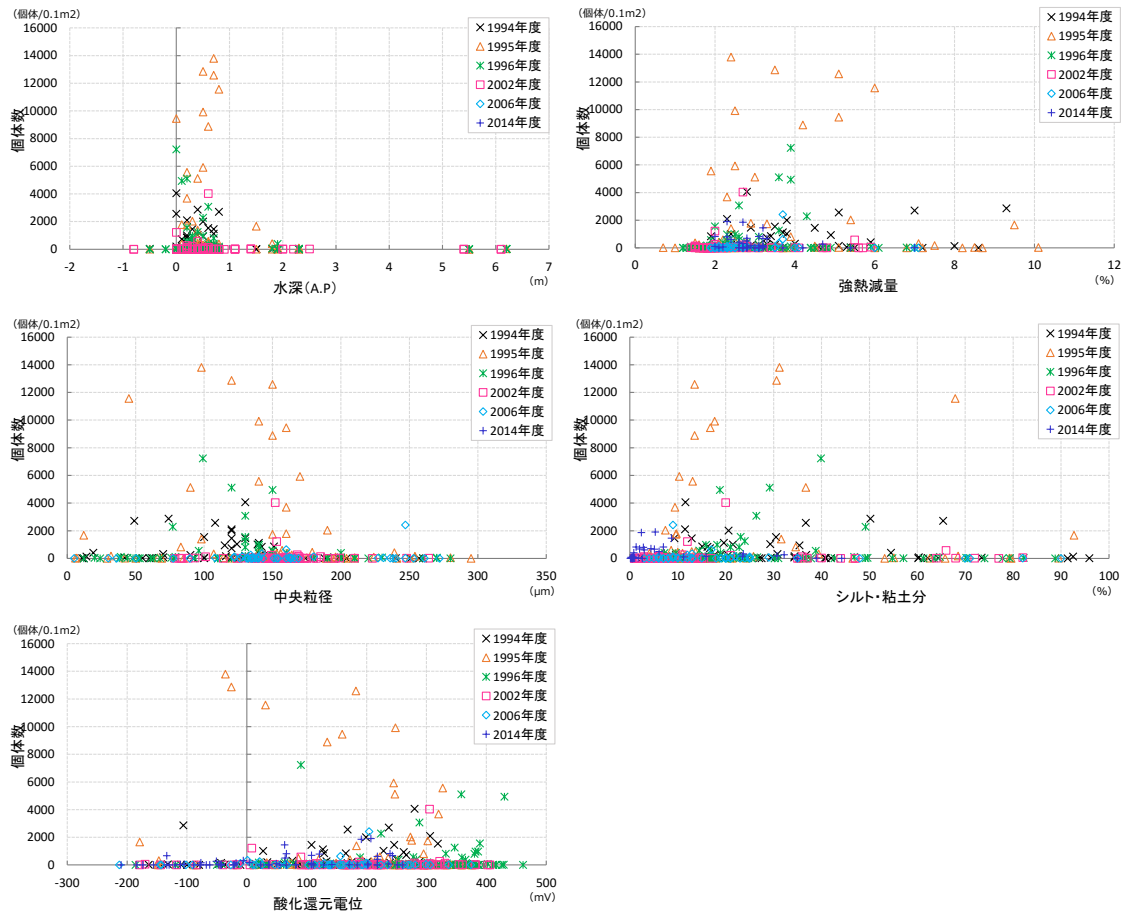 (個体/0.1m2)
16000
14000
12000
10000
8000
6000
4000
2000
0
個体数
-2 -1 0 1 2 3 4 5 6 7
水深(A.P)
(m)
1994年度
1995年度
1996年度
2002年度
2006年度
2014年度
(個体/0.1m2)
16000
14000
12000
10000
8000
6000
4000
2000
0
個体数
0 2 4 6 8 10 12
強熱減量
(%)
1994年度
1995年度
1996年度
2002年度
2006年度
2014年度
(個体/0.1m2)
16000
14000
12000
10000
8000
6000
4000
2000
0
個体数
0 50 100 150 200 250 300 350
中央粒径
(μm)
1994年度
1995年度
1996年度
2002年度
2006年度
2014年度
(個体/0.1m2)
16000
14000
12000
10000
8000
6000
4000
2000
0
個体数
0 10 20 30 40 50 60 70 80 90 100
シルト・粘土分
(%)
1994年度
1995年度
1996年度
2002年度
2006年度
2014年度
(個体/0.1m2)
16000
14000
12000
10000
8000
6000
4000
2000
0
個体数
-300 -200 -100 0 100 200 300 400 500
酸化還元電位
(mV)
1994年度
1995年度
1996年度
2002年度
2006年度
2014年度